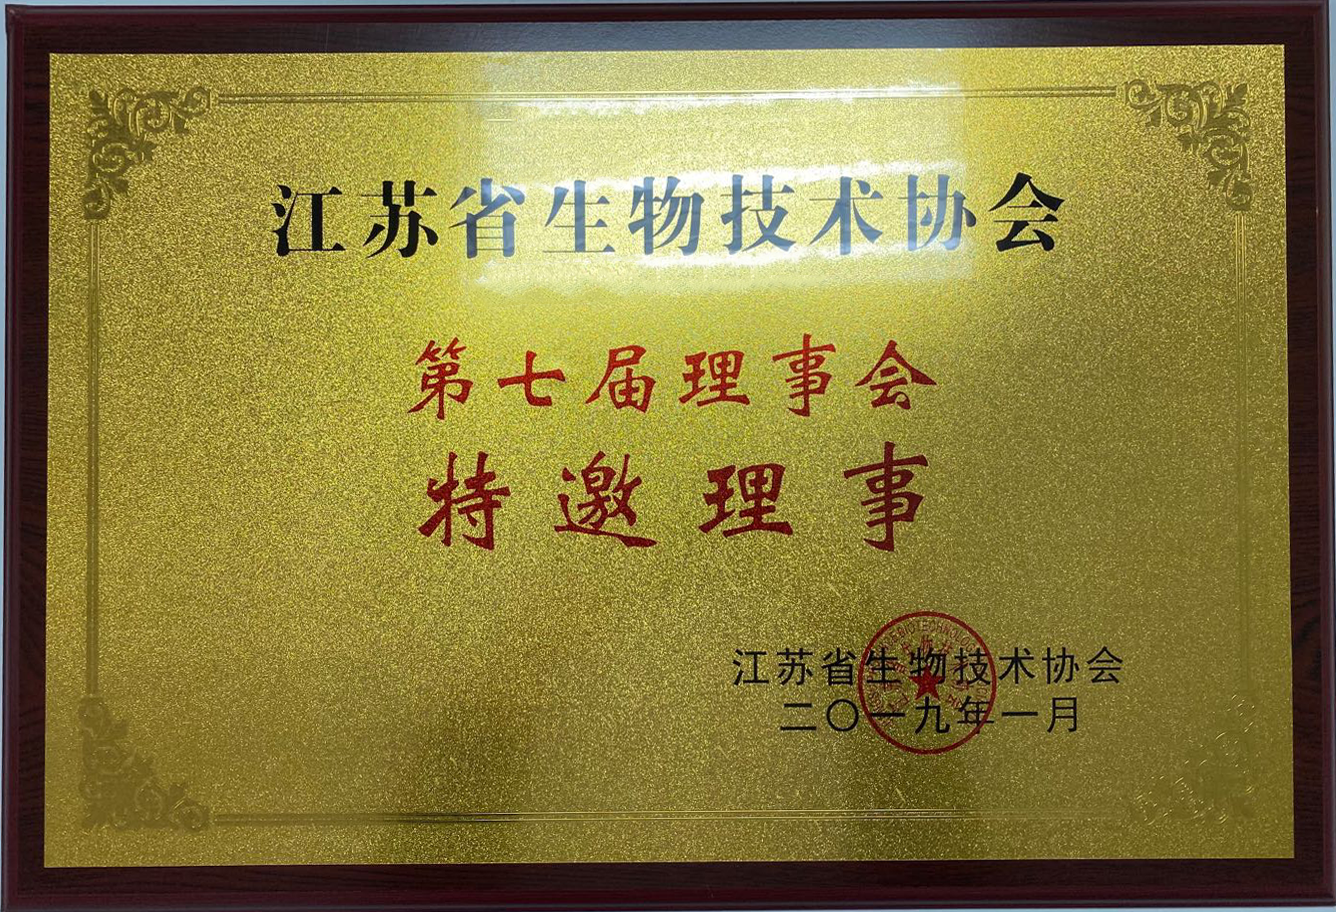 江苏省生物技术协会
第七届理事会
特邀理事
江苏省生物技术协会
二〇一九年一月